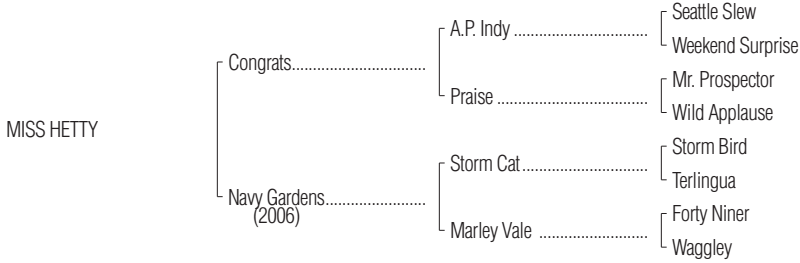 Seattle Slew
A.P. Indy ................................
Weekend Surprise
Congrats................................
Mr. Prospector
Praise ....................................
Wild Applause
MISS HETTY
Storm Bird
Storm Cat..............................
Terlingua
Navy Gardens........................
(2006)
Forty Niner
Marley Vale ..........................
Waggley